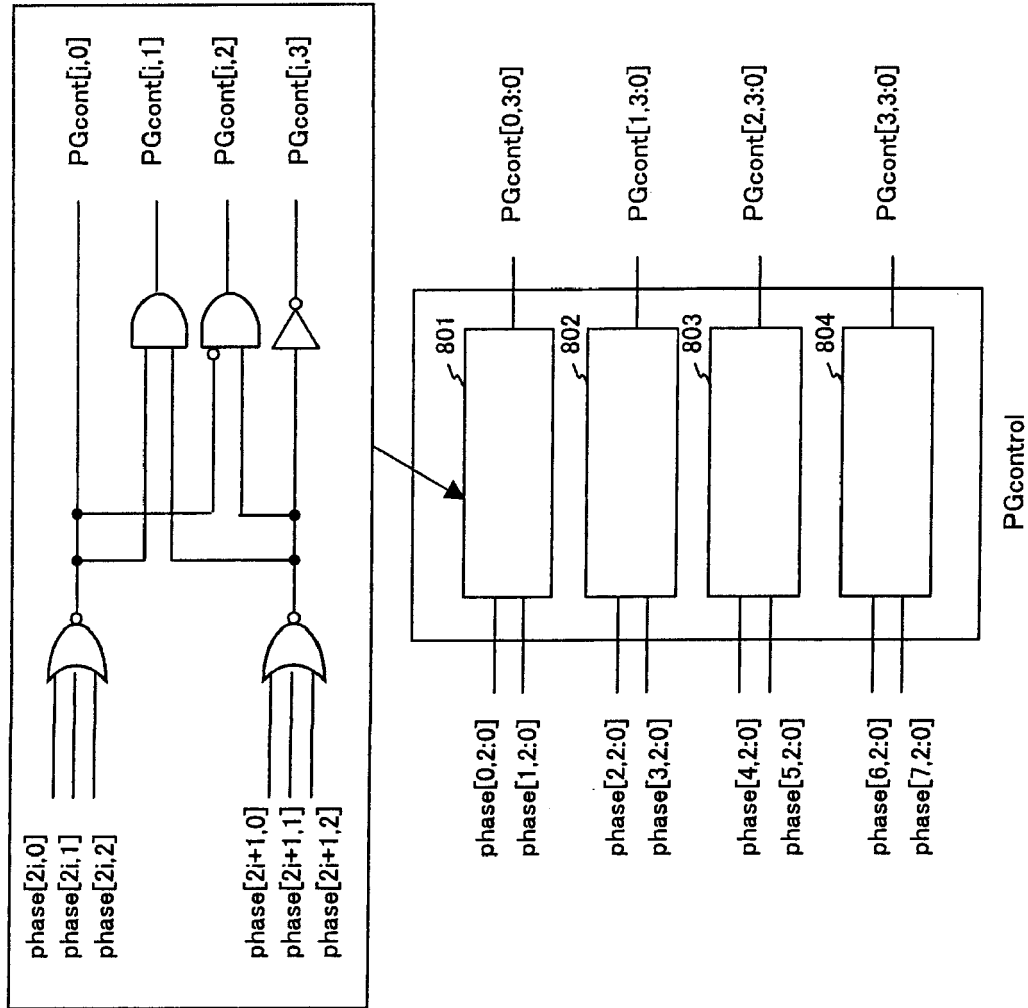 phase[2i,0]
phase[2i,1]
phase[2i,2]
phase[2i+1,0]
phase[2i+1,1]
phase[2i+1,2]
PGcont[i,0]
PGcont[i,1]
PGcont[i,2]
PGcont[i,3]
phase[0,2:0]
phase[1,2:0]
phase[2,2:0]
phase[3,2:0]
phase[4,2:0]
phase[5,2:0]
phase[6,2:0]
phase[7,2:0]
801
802
803
804
PGcont[0,3:0]
PGcont[1,3:0]
PGcont[2,3:0]
PGcont[3,3:0]
PGcontrol